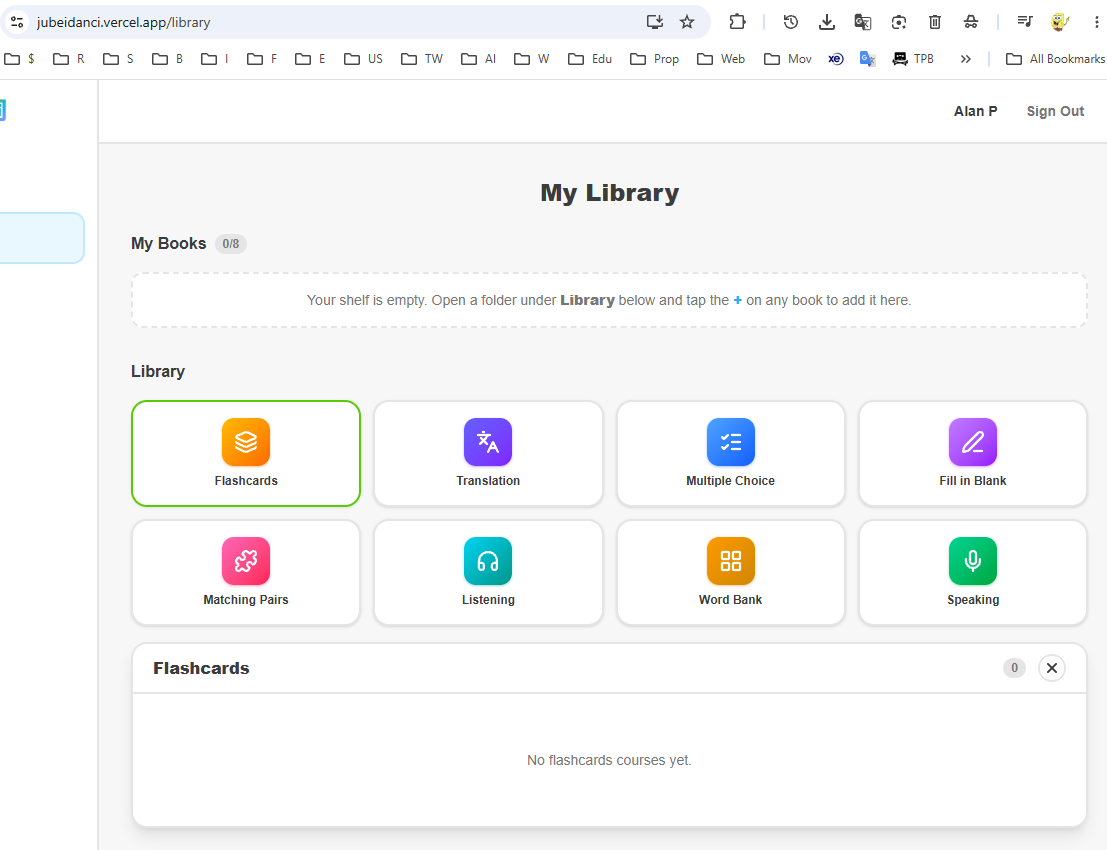 jubeidanci.vercel.app/library
$ R S B I F E US TW AI W Edu Prop Web Mov xe TPB » All Bookmarks
Alan P Sign Out
My Library
My Books 0/8
Your shelf is empty. Open a folder under Library below and tap the + on any book to add it here.
Library
Flashcards Translation Multiple Choice Fill in Blank
Matching Pairs Listening Word Bank Speaking
Flashcards 0
No flashcards courses yet.